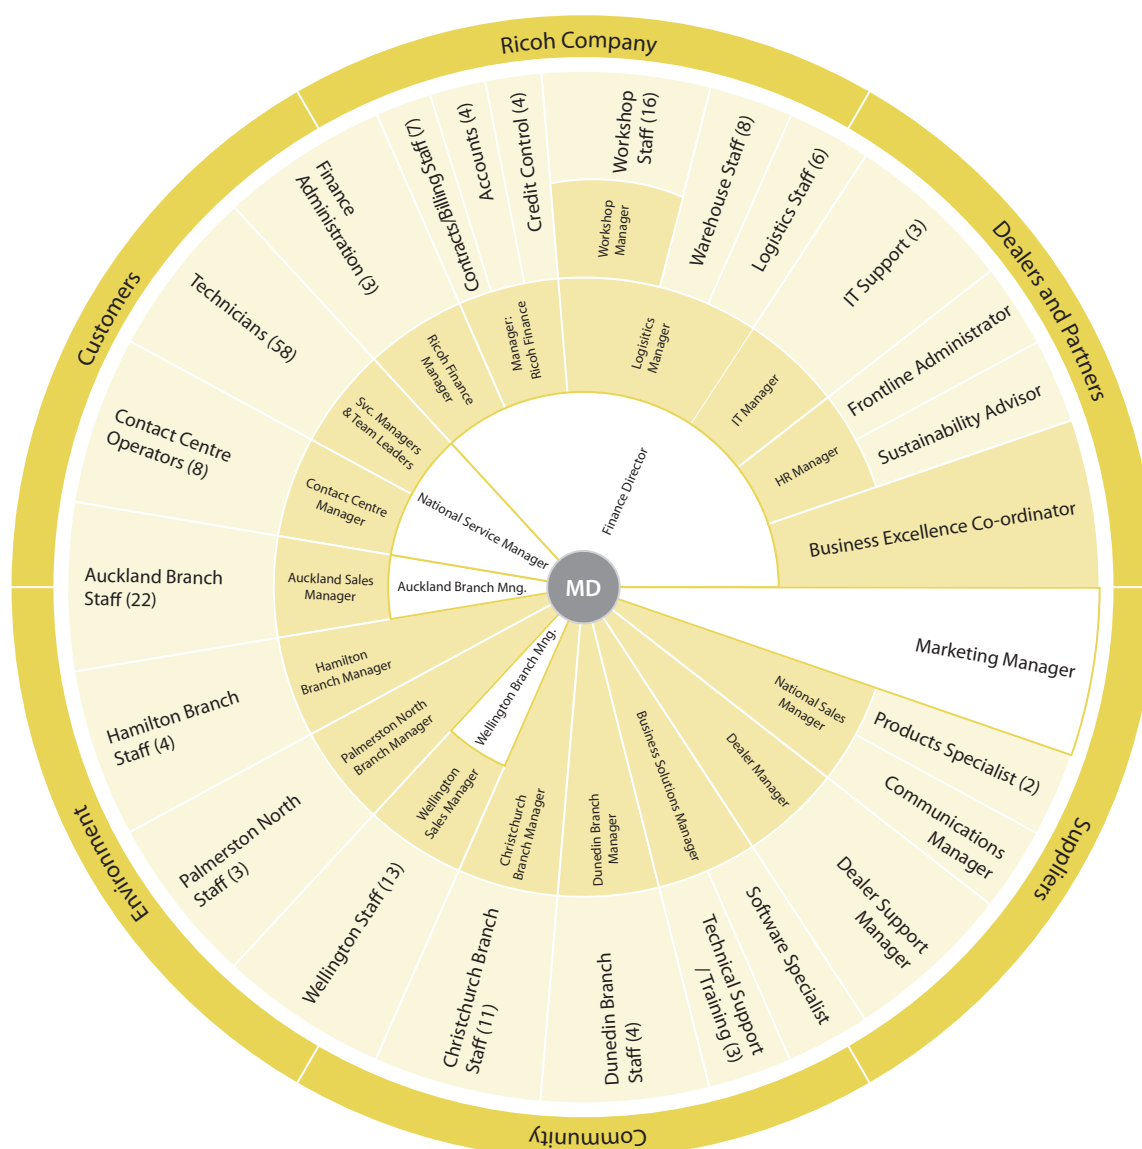 Ricoh Company
Dealers and Partners
Suppliers
Community
Environment
Customers
MD
Finance Director
Marketing Manager
Wellington Branch Mng.
Auckland Branch Mng.
National Service Manager
Finance
Administration (3)
Contracts/Billing Staff (7)
Accounts (4)
Credit Control (4)
Workshop
Staff (16)
Workshop
Manager
Warehouse Staff (8)
Logistics Staff (6)
IT Support (3)
Frontline Administrator
Sustainability Advisor
Business Excellence Co-ordinator
Ricoh Finance
Manager
Manager:
Ricoh Finance
Logisitics
Manager
IT Manager
HR Manager
National Sales
Manager
Products Specialist (2)
Communications
Manager
Dealer Manager
Dealer Support
Manager
Business Solutions Manager
Software Specialist
Technical Support
/Training (3)
Dunedin Branch
Manager
Dunedin Branch
Staff (4)
Christchurch
Branch Manager
Christchurch Branch
Staff (11)
Wellington
Sales Manager
Wellington Staff (13)
Palmerston North
Branch Manager
Palmerston North
Staff (3)
Hamilton
Branch Manager
Hamilton Branch
Staff (4)
Auckland Sales
Manager
Auckland Branch
Staff (22)
Contact Centre
Manager
Contact Centre
Operators (8)
Svc. Managers
& Team Leaders
Technicians (58)